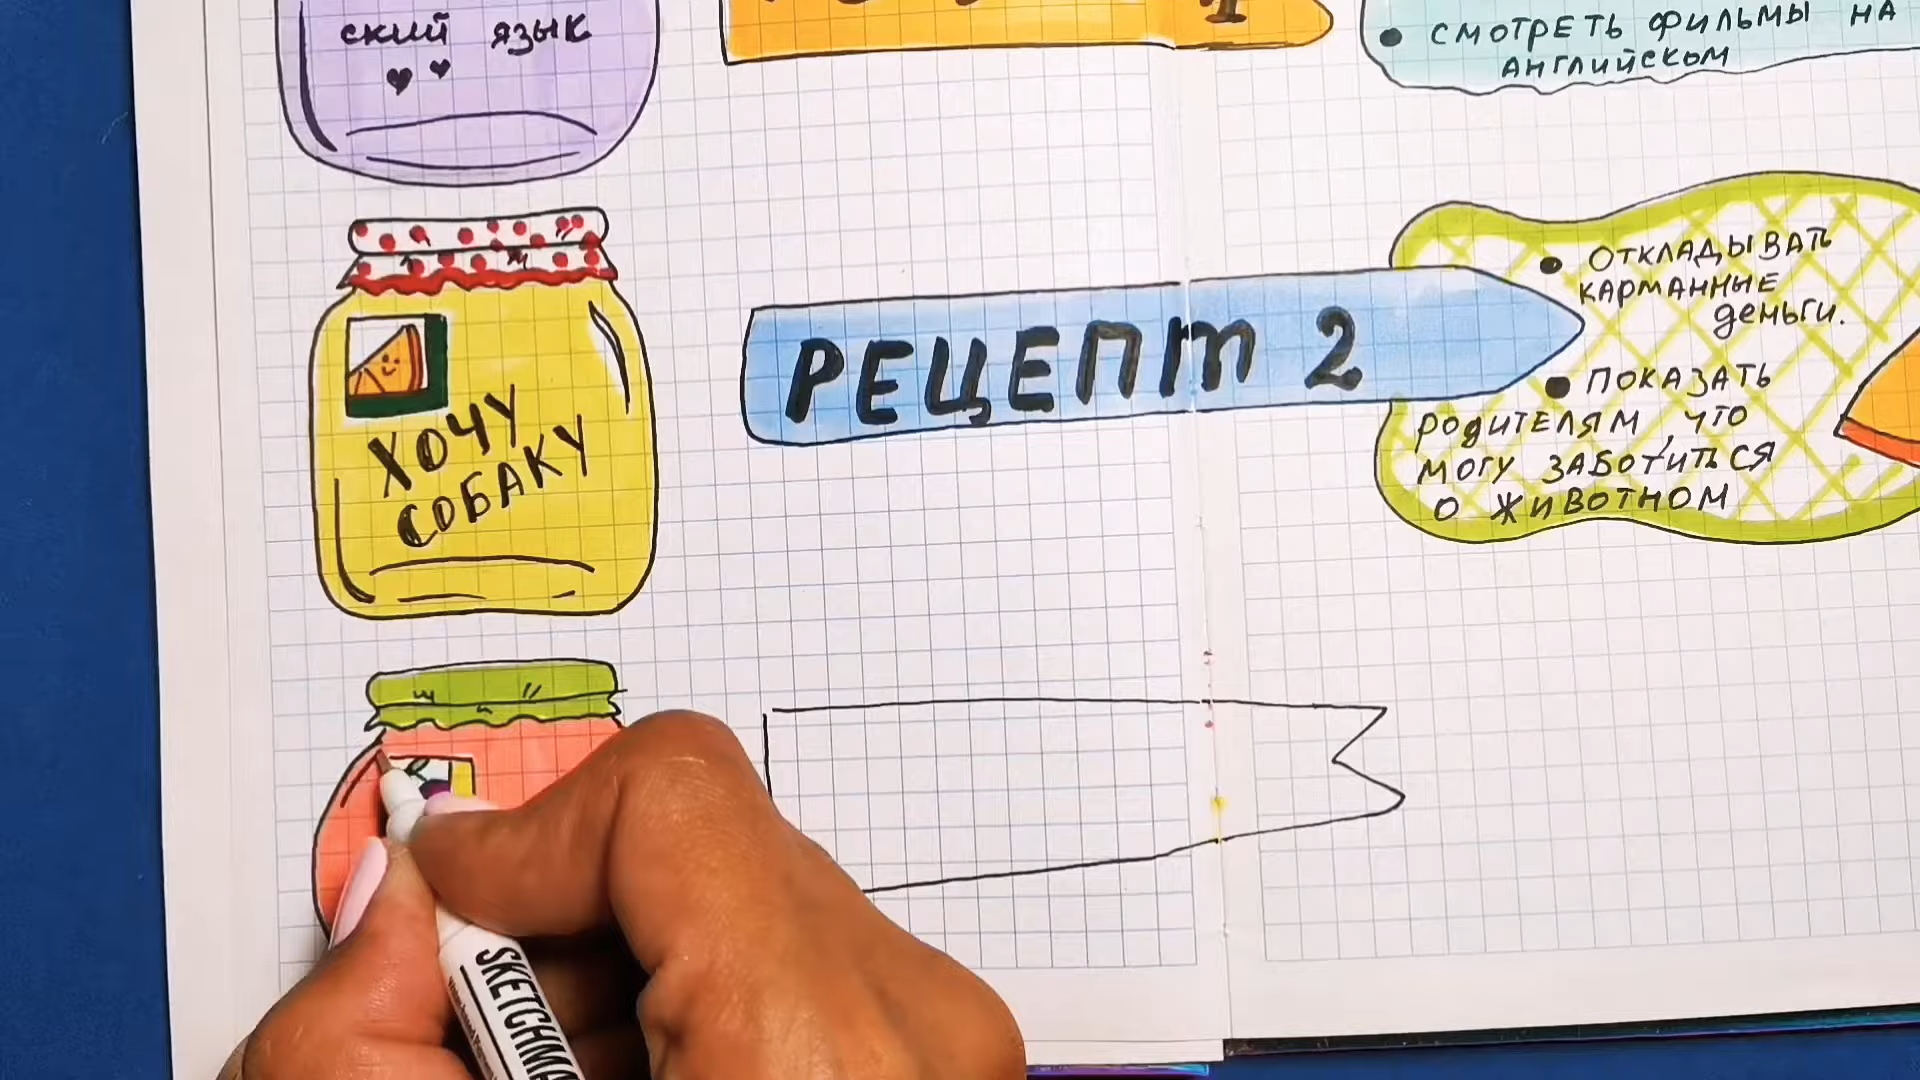 ский язык
СМОТРЕТЬ ФИЛЬМЫ НА
АНГЛИЙСКОМ
ХОЧУ
СОБАКУ
РЕЦЕПТ 2
ОТКЛАДЫВАТЬ
КАРМАННЫЕ
деньги.
ПОКАЗАТЬ
РОДИТЕЛЯМ, ЧТО
МОГУ ЗАБОТИТЬСЯ
О ЖИВОТНОМ